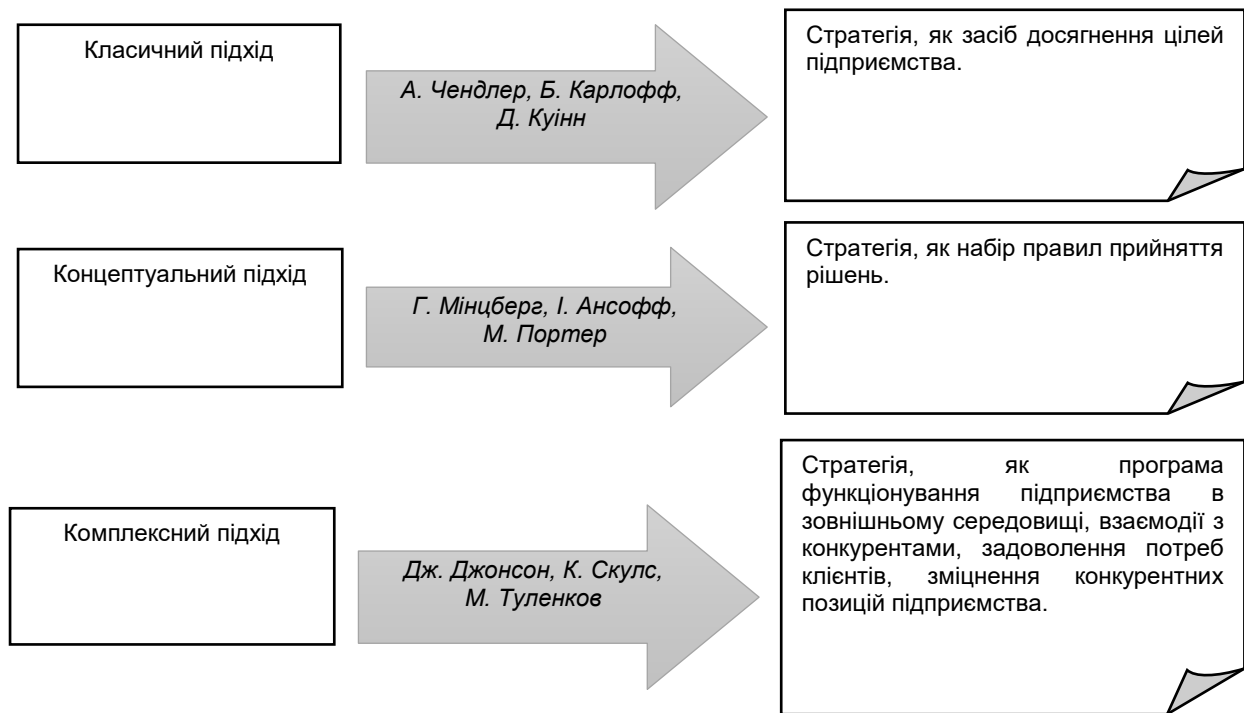 Класичний підхід
А. Чендлер, Б. Карлофф,
Д. Куінн
Стратегія, як засіб досягнення цілей
підприємства.
Концептуальний підхід
Г. Мінцберг, І. Ансофф,
М. Портер
Стратегія, як набір правил прийняття
рішень.
Комплексний підхід
Дж. Джонсон, К. Скулс,
М. Туленков
Стратегія, як програма
функціонування підприємства в
зовнішньому середовищі, взаємодії з
конкурентами, задоволення потреб
клієнтів, зміцнення конкурентних
позицій підприємства.